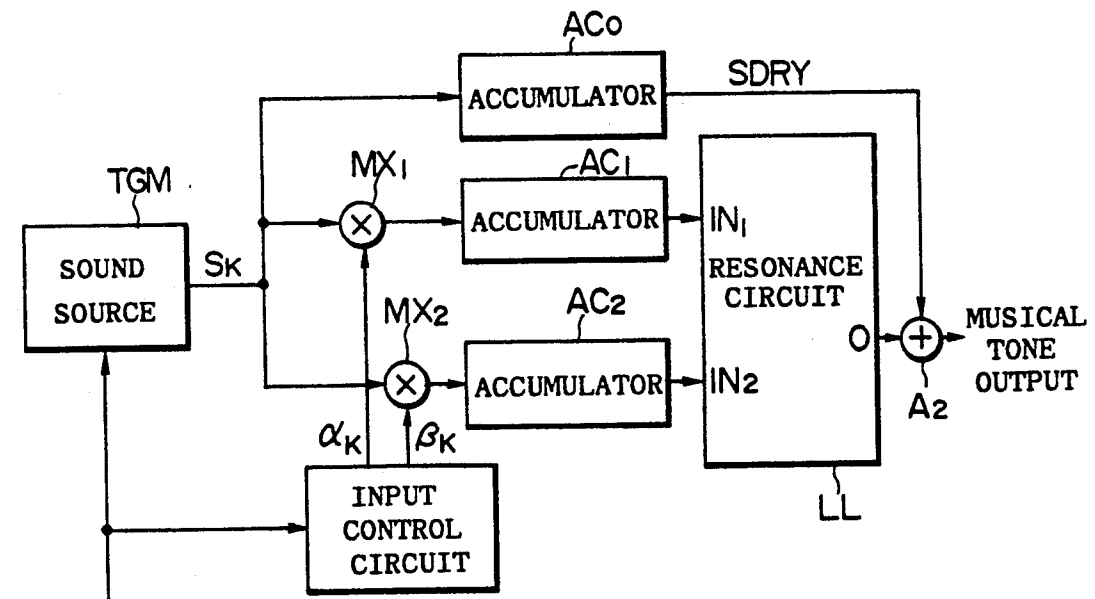 ACO
ACCUMULATOR
SDRY
TGM
SOUND
SOURCE
SK
MX1
AC1
ACCUMULATOR
IN1
RESONANCE
CIRCUIT
MX2
AC2
ACCUMULATOR
IN2
O
MUSICAL
TONE
OUTPUT
A2
αK
βK
INPUT
CONTROL
CIRCUIT
LL